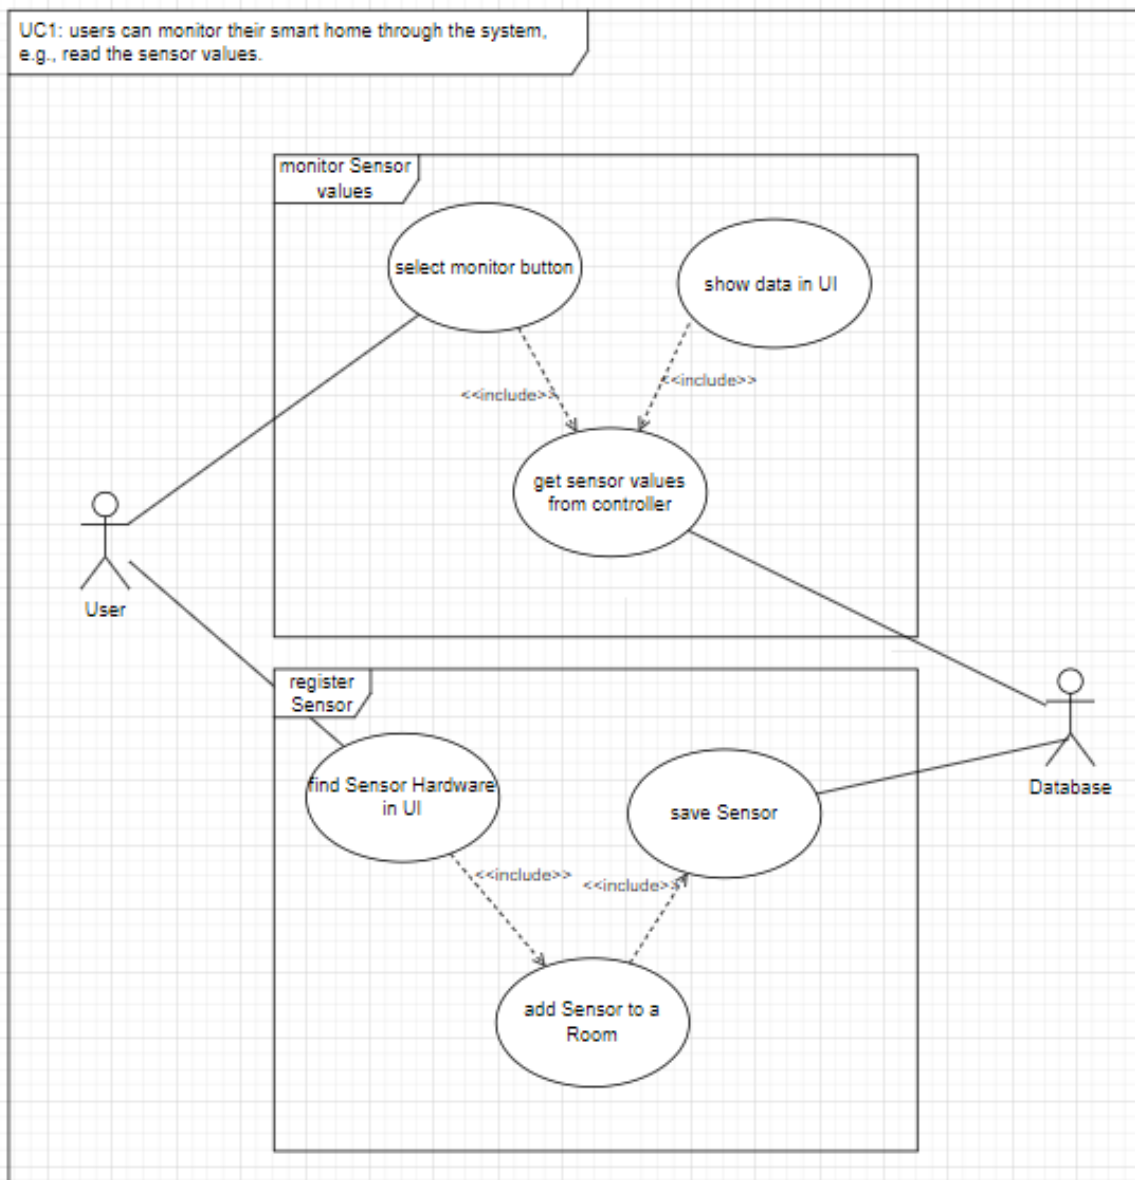 UC1: users can monitor their smart home through the system,
e.g., read the sensor values.
monitor Sensor
values
select monitor button
show data in UI
<<include>>
<<include>>
get sensor values
from controller
User
register
Sensor
find Sensor Hardware
in UI
save Sensor
Database
<<include>>
<<include>>
add Sensor to a
Room